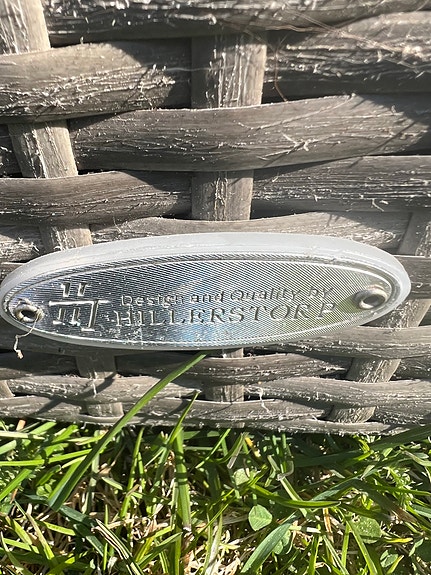 Design and Quality by
HILLERSTORP